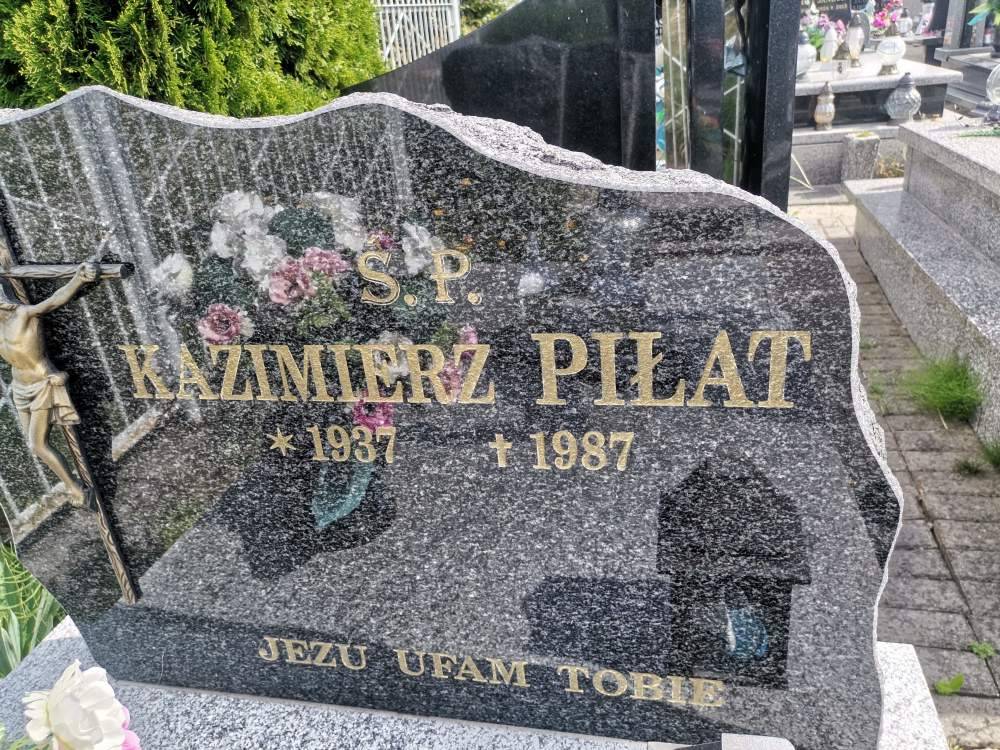 Ś. P.
KAZIMIERZ PIŁAT
* 1937 † 1987
JEZU UFAM TOBIE